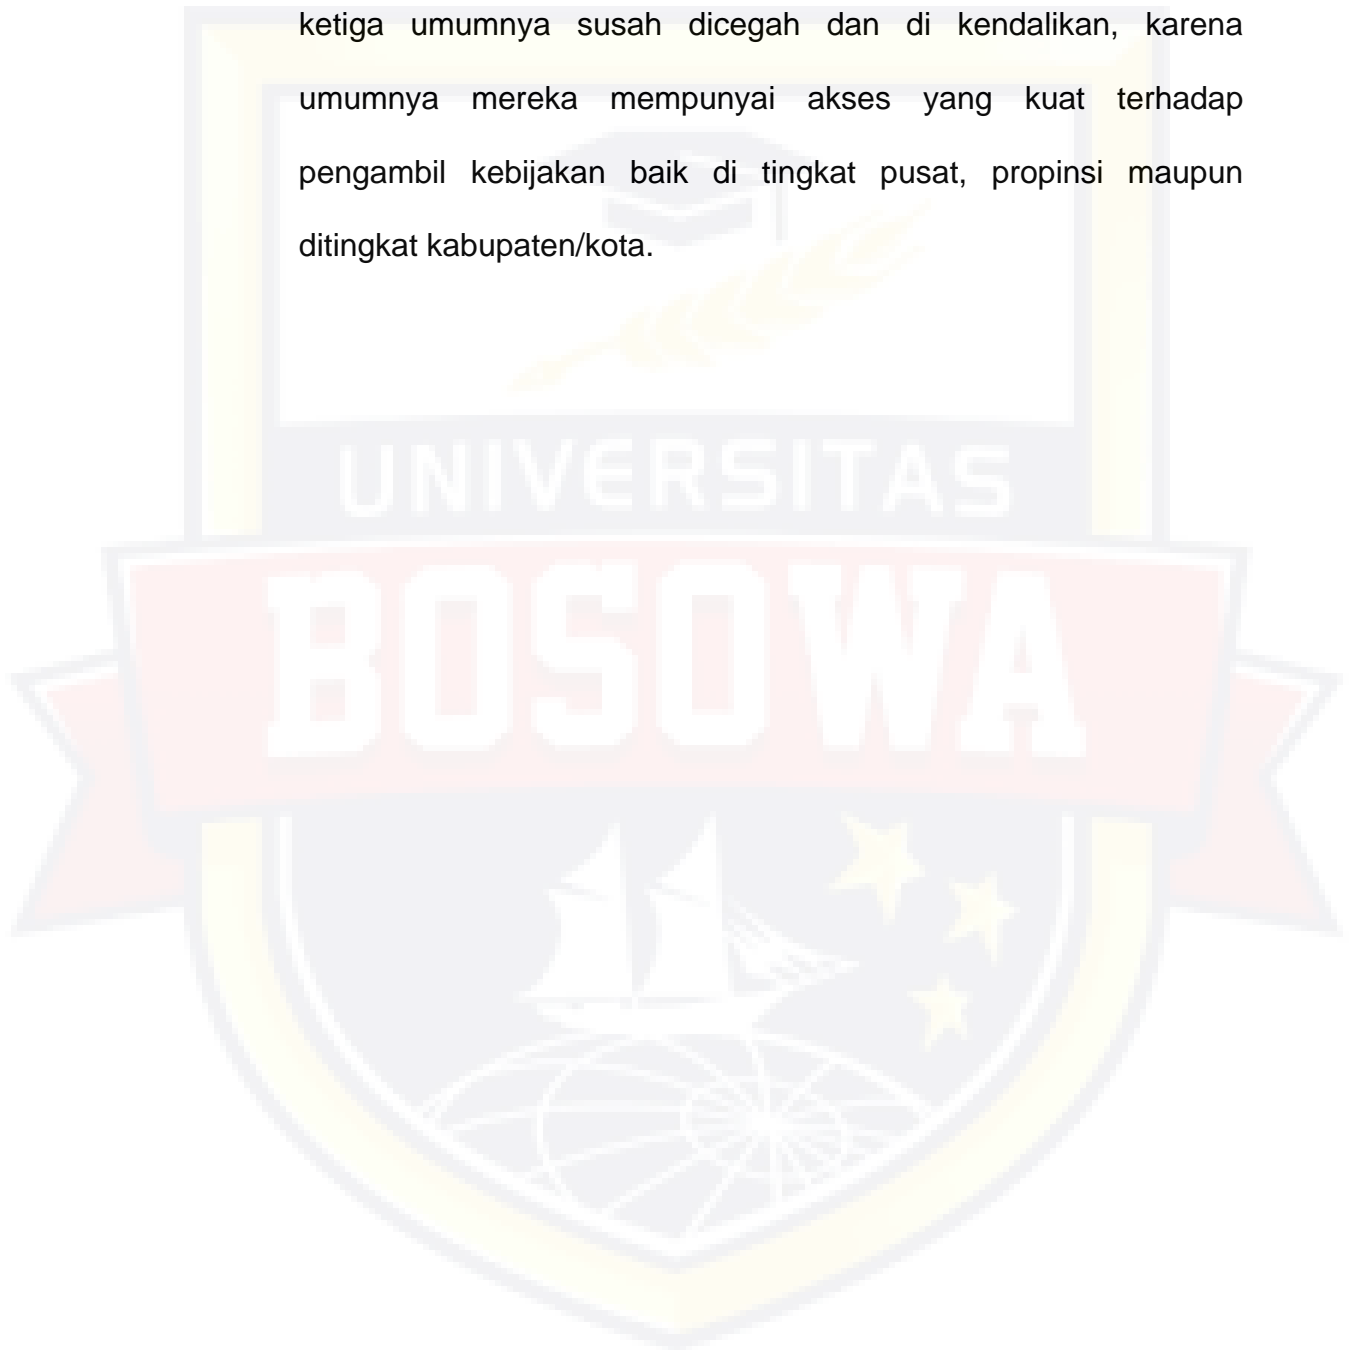 ketiga umumnya susah dicegah dan di kendalikan, karena
umumnya mereka mempunyai akses yang kuat terhadap
pengambil kebijakan baik di tingkat pusat, propinsi maupun
ditingkat kabupaten/kota.
UNIVERSITAS
BOSOWA